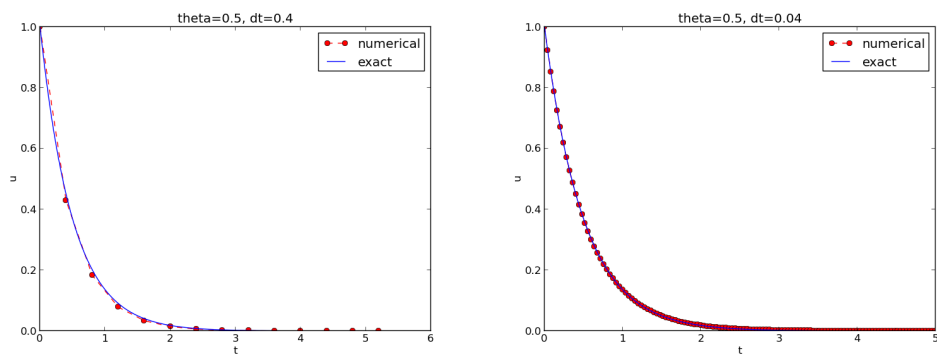 theta=0.5, dt=0.4
1.0
0.8
0.6
0.4
0.2
0.0
u
0 1 2 3 4 5 6
t
numerical
exact
theta=0.5, dt=0.04
1.0
0.8
0.6
0.4
0.2
0.0
u
0 1 2 3 4 5
t
numerical
exact